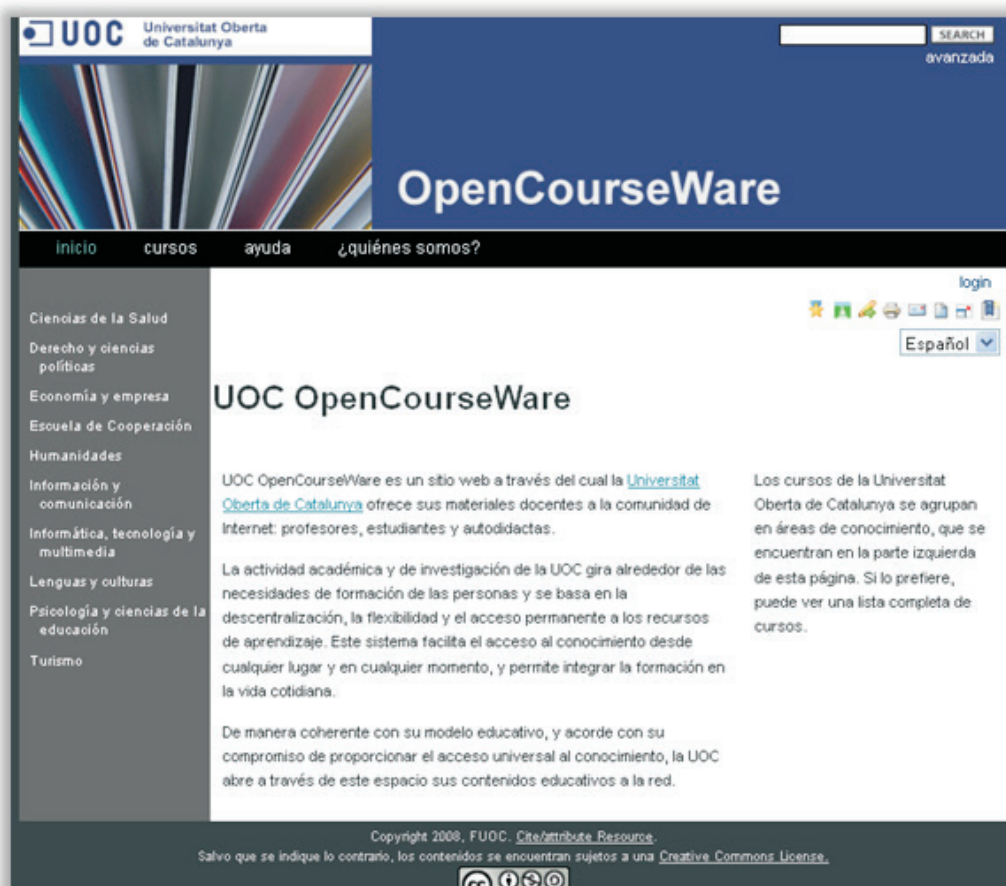 UOC Universitat Oberta
de Catalunya
SEARCH
avanzada
OpenCourseWare
inicio cursos ayuda ¿quiénes somos?
login
Español
Ciencias de la Salud
Derecho y ciencias
políticas
Economía y empresa
Escuela de Cooperación
Humanidades
Información y
comunicación
Informática, tecnología y
multimedia
Lenguas y culturas
Psicología y ciencias de la
educación
Turismo
UOC OpenCourseWare
UOC OpenCourseWare es un sitio web a través del cual la Universitat
Oberta de Catalunya ofrece sus materiales docentes a la comunidad de
Internet: profesores, estudiantes y autodidactas.
La actividad académica y de investigación de la UOC gira alrededor de las
necesidades de formación de las personas y se basa en la
descentralización, la flexibilidad y el acceso permanente a los recursos
de aprendizaje. Este sistema facilita el acceso al conocimiento desde
cualquier lugar y en cualquier momento, y permite integrar la formación en
la vida cotidiana.
De manera coherente con su modelo educativo, y acorde con su
compromiso de proporcionar el acceso universal al conocimiento, la UOC
abre a través de este espacio sus contenidos educativos a la red.
Los cursos de la Universitat
Oberta de Catalunya se agrupan
en áreas de conocimiento, que se
encuentran en la parte izquierda
de esta página. Si lo prefiere,
puede ver una lista completa de
cursos.
Copyright 2008, FUOC. Cite/attribute Resource.
Salvo que se indique lo contrario, los contenidos se encuentran sujetos a una Creative Commons License.
cc